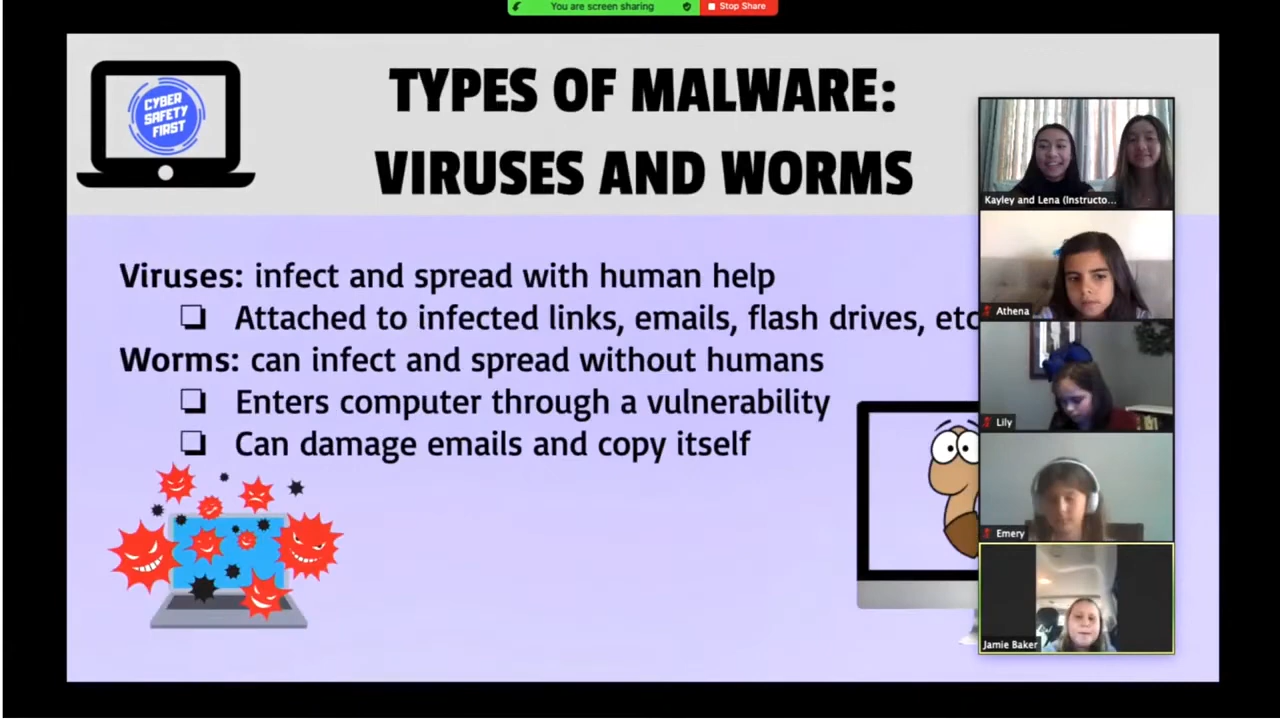 You are screen sharing
Stop Share
CYBER
SAFETY
FIRST
TYPES OF MALWARE:
VIRUSES AND WORMS
Viruses: infect and spread with human help
❏ Attached to infected links, emails, flash drives, etc
Worms: can infect and spread without humans
❏ Enters computer through a vulnerability
❏ Can damage emails and copy itself
Kayley and Lena (Instructo...
Athena
Lily
Emery
Jamie Baker